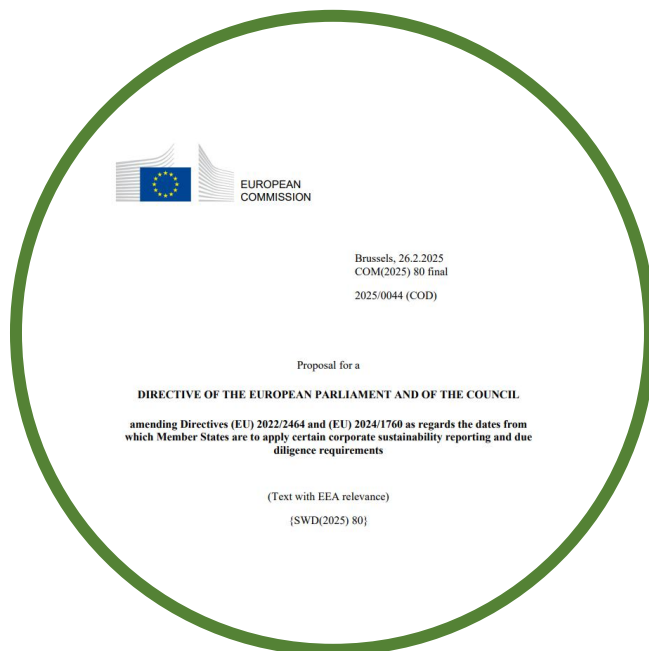 EUROPEAN
COMMISSION
Brussels, 26.2.2025
COM(2025) 80 final
2025/0044 (COD)
Proposal for a
DIRECTIVE OF THE EUROPEAN PARLIAMENT AND OF THE COUNCIL
amending Directives (EU) 2022/2464 and (EU) 2024/1760 as regards the dates from
which Member States are to apply certain corporate sustainability reporting and due
diligence requirements
(Text with EEA relevance)
{SWD(2025) 80}